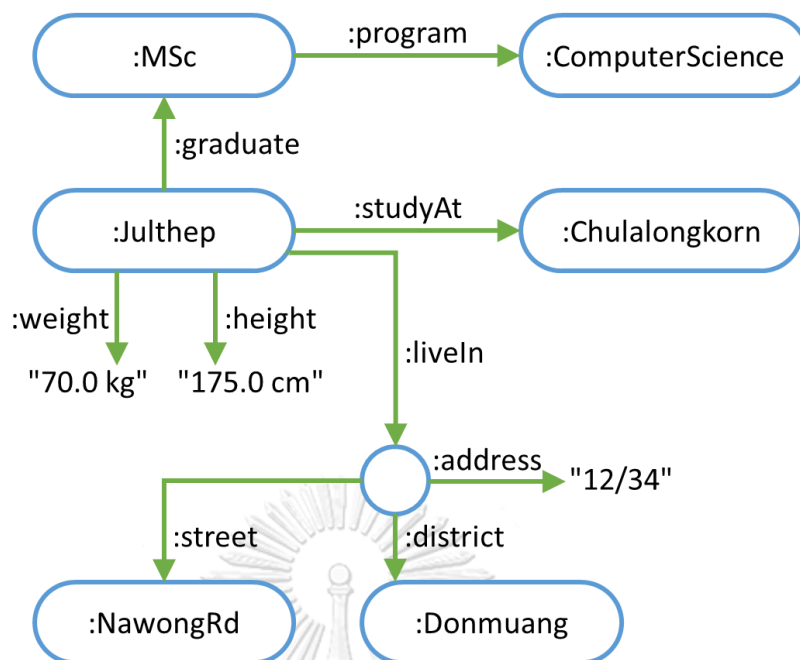 :program
:MSc
:ComputerScience
:graduate
:studyAt
:Julthep
:Chulalongkorn
:weight
:height
:liveIn
"70.0 kg"
"175.0 cm"
:address
"12/34"
:street
:district
:NawongRd
:Donmuang